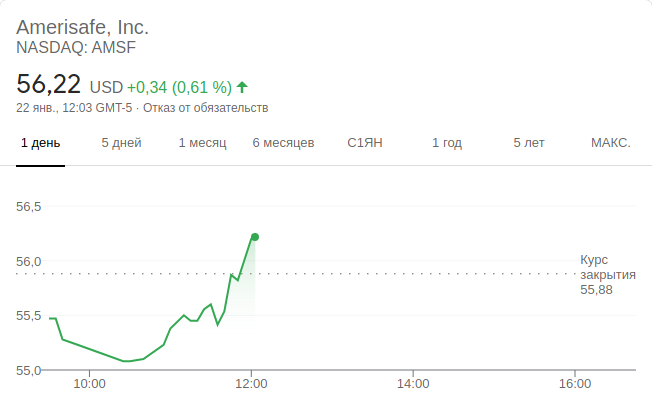 Amerisafe, Inc.
NASDAQ: AMSF
56,22 USD +0,34 (0,61 %)
22 янв., 12:03 GMT-5 · Отказ от обязательств
1 день 5 дней 1 месяц 6 месяцев С1ЯН 1 год 5 лет МАКС.
56,5
56,0
55,5
55,0
Курс
закрытия
55,88
10:00 12:00 14:00 16:00